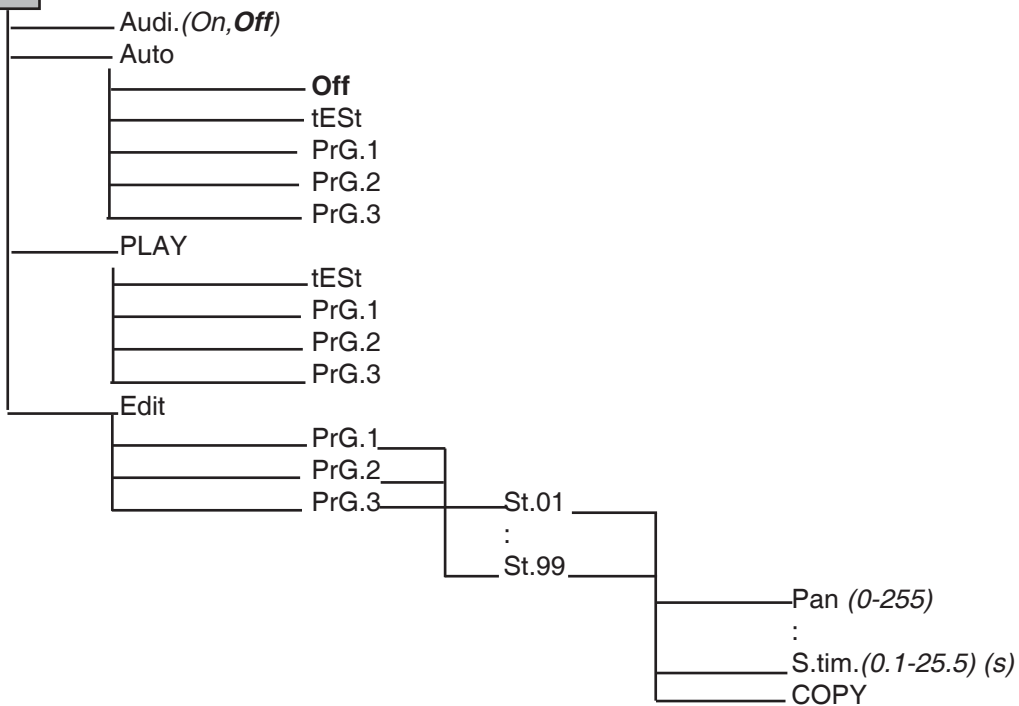 Audi.(On,Off)
Auto
Off
tESt
PrG.1
PrG.2
PrG.3
PLAY
tESt
PrG.1
PrG.2
PrG.3
Edit
PrG.1
PrG.2
PrG.3
St.01
:
St.99
Pan (0-255)
:
S.tim.(0.1-25.5) (s)
COPY